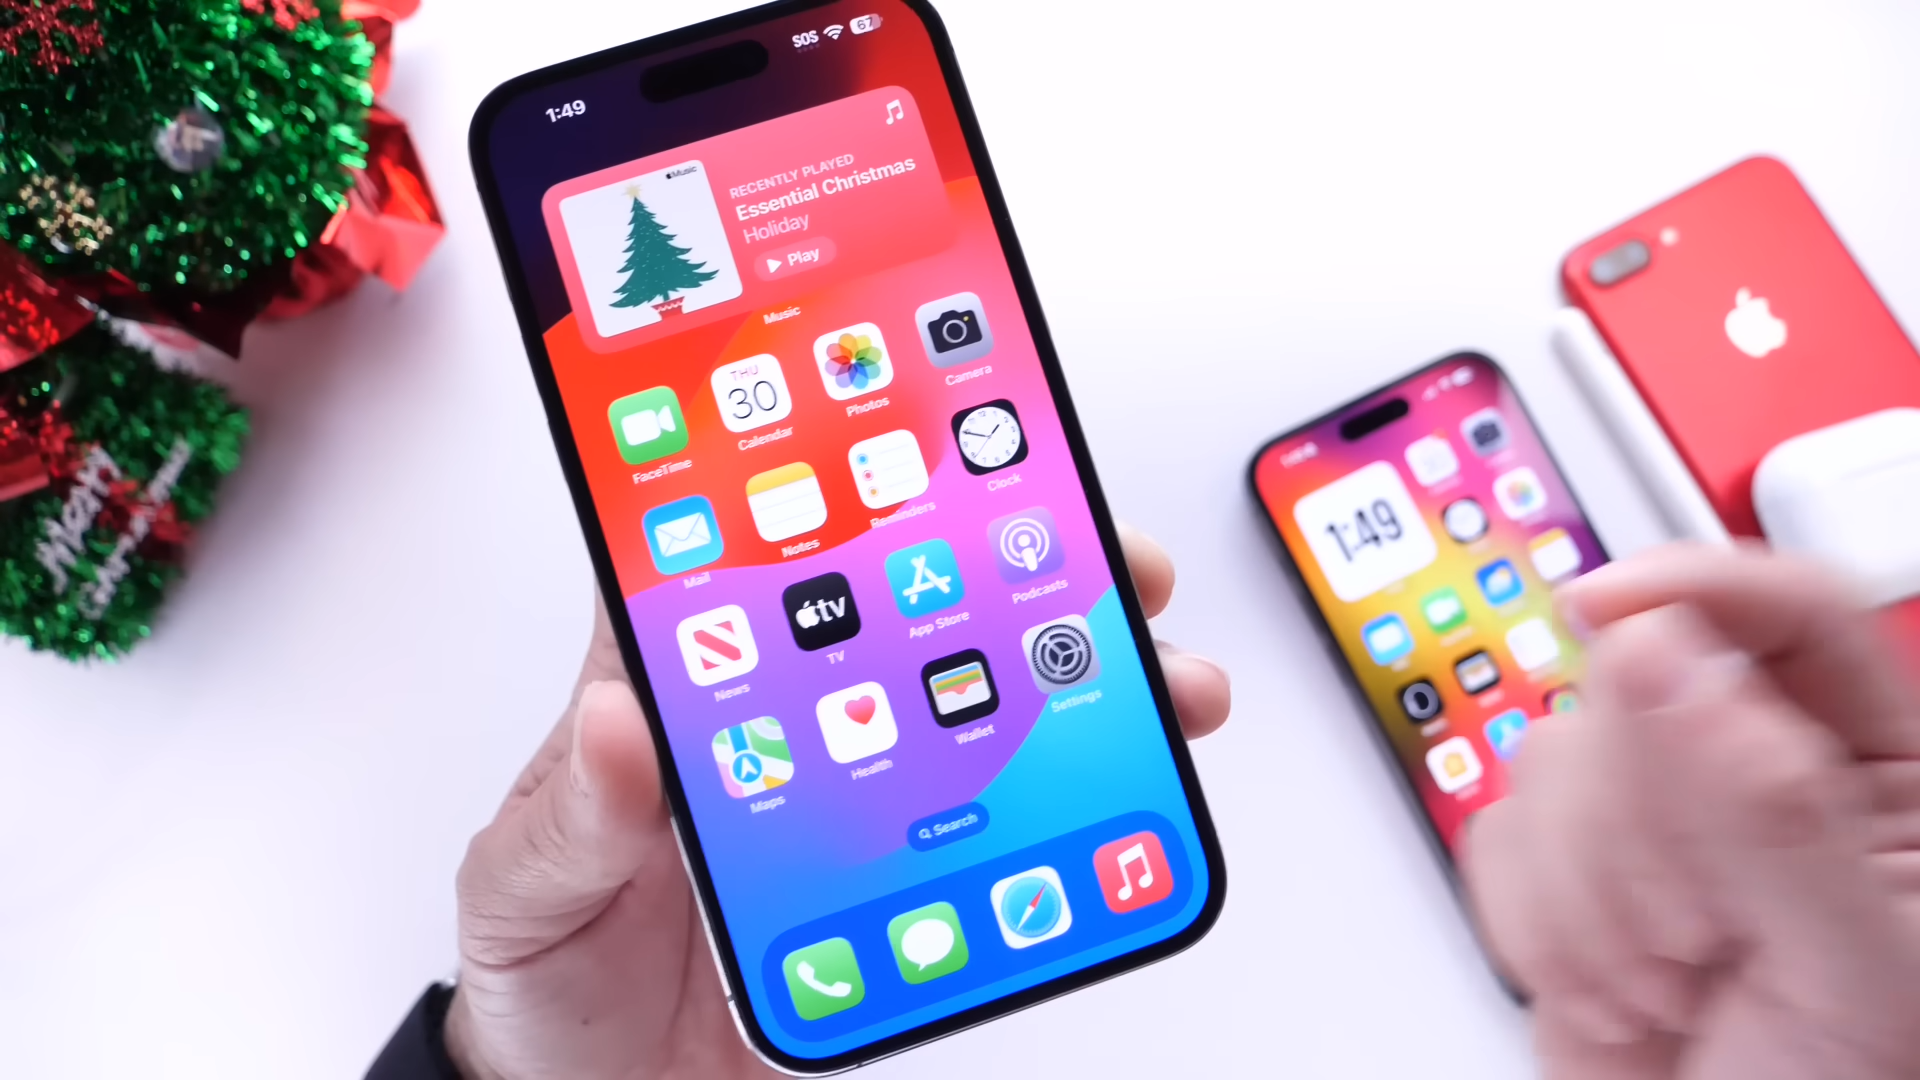 1:49
SOS 67
Music
RECENTLY PLAYED
Essential Christmas
Holiday
Play
Music
THU
30
FaceTime
Calendar
Photos
Camera
Mail
Notes
Reminders
Clock
tv
News
TV
App Store
Podcasts
Maps
Health
Wallet
Settings
Search
1:49